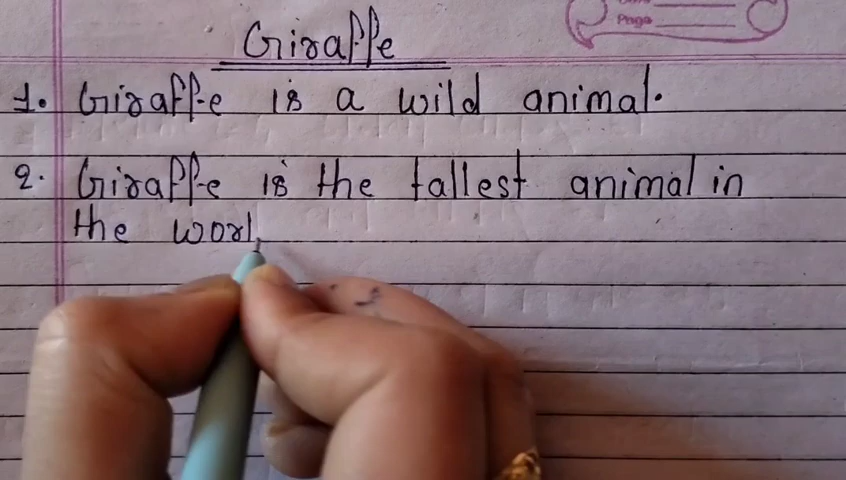 Page
Giraffe
1. Giraffe is a wild animal.
2. Giraffe is the tallest animal in
the worl